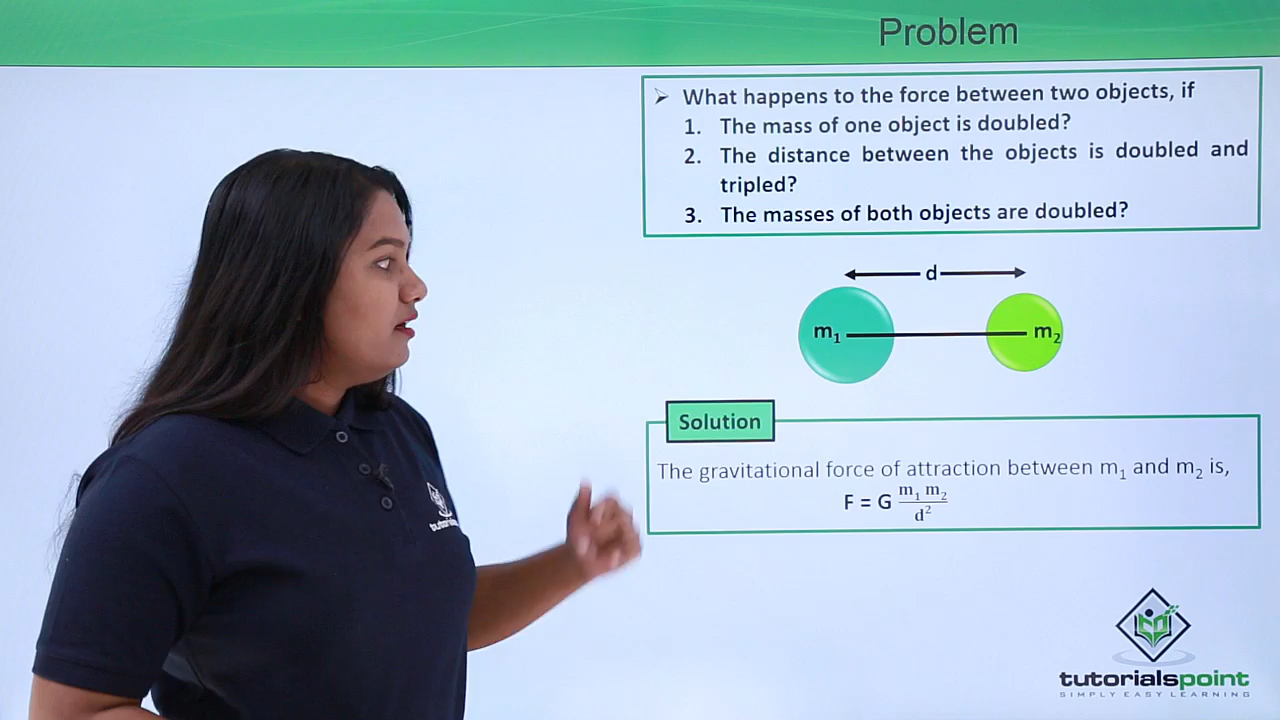 Problem
➢ What happens to the force between two objects, if
1. The mass of one object is doubled?
2. The distance between the objects is doubled and
tripled?
3. The masses of both objects are doubled?
d
m₁
m₂
Solution
The gravitational force of attraction between m₁ and m₂ is,
F = G m₁ m₂ / d²
tutorialspoint
SIMPLY EASY LEARNING